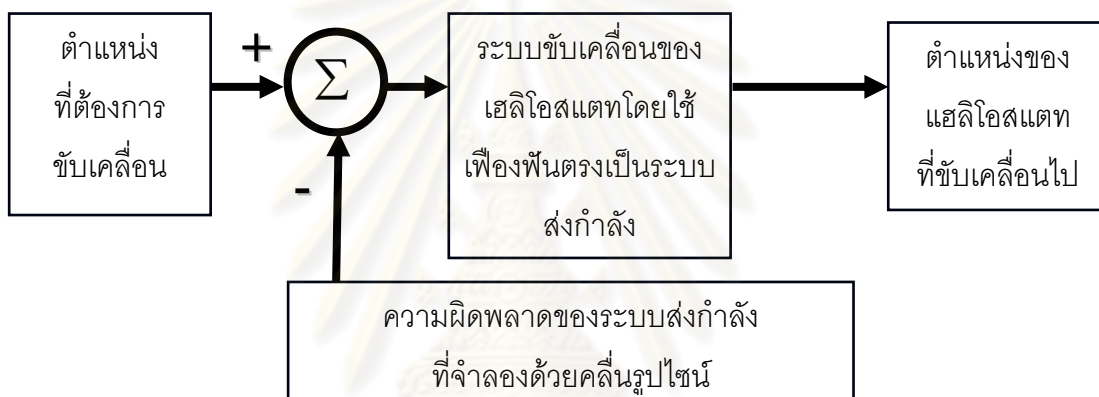 ตำแหน่ง
ที่ต้องการ
ขับเคลื่อน
+
Σ
-
ระบบขับเคลื่อนของ
เฮลิโอสแตทโดยใช้
เฟืองฟันตรงเป็นระบบ
ส่งกำลัง
ตำแหน่งของ
แฮลิโอสแตท
ที่ขับเคลื่อนไป
ความผิดพลาดของระบบส่งกำลัง
ที่จำลองด้วยคลื่นรูปไซน์